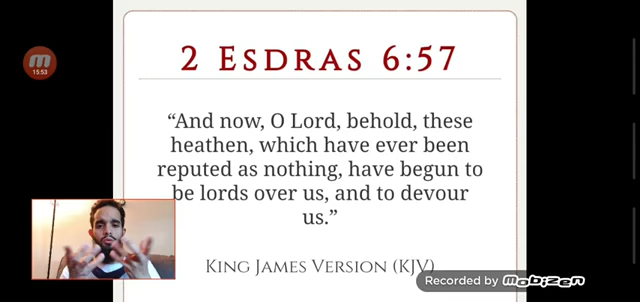 2 Esdras 6:57
15:53
“And now, O Lord, behold, these
heathen, which have ever been
reputed as nothing, have begun to
be lords over us, and to devour
us.”
King James Version (KJV)
Recorded by mobizen